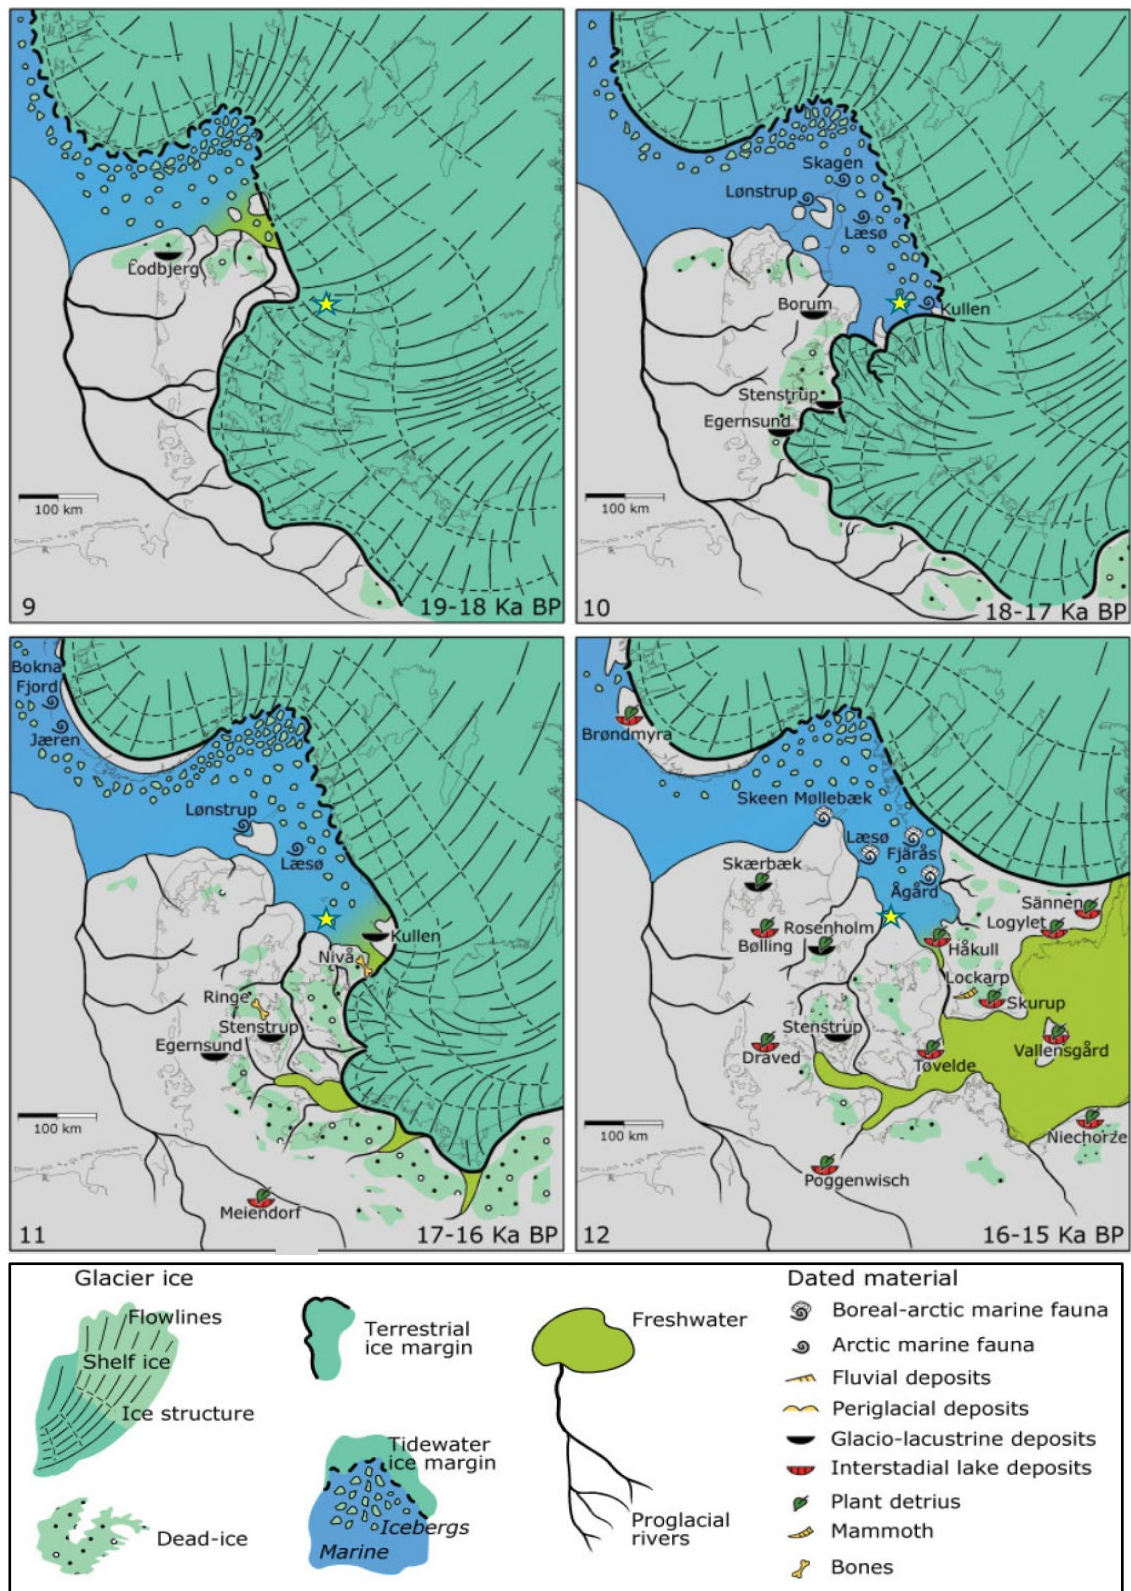 Lodbjerg
100 km
9
19-18 Ka BP
Skagen
Lønstrup
Læsø
Kullen
Borum
Stenstrup
Egernsund
100 km
10
18-17 Ka BP
Bokna
Fjord
Jæren
Lønstrup
Læsø
Kullen
Nivå
Ringe
Stenstrup
Egernsund
100 km
Meiendorf
11
17-16 Ka BP
Brøndmyra
Skeen Møllebæk
Læsø
Fjärås
Skærbæk
Ågård
Sännen
Logylet
Rosenholm
Bølling
Håkull
Lockarp
Skurup
Stenstrup
Draved
Tøvelde
Vallensgård
100 km
Niechorze
Poggenwisch
12
16-15 Ka BP
Glacier ice
Flowlines
Shelf ice
Ice structure
Dead-ice
Terrestrial
ice margin
Tidewater
ice margin
Icebergs
Marine
Freshwater
Proglacial
rivers
Dated material
Boreal-arctic marine fauna
Arctic marine fauna
Fluvial deposits
Periglacial deposits
Glacio-lacustrine deposits
Interstadial lake deposits
Plant detrius
Mammoth
Bones